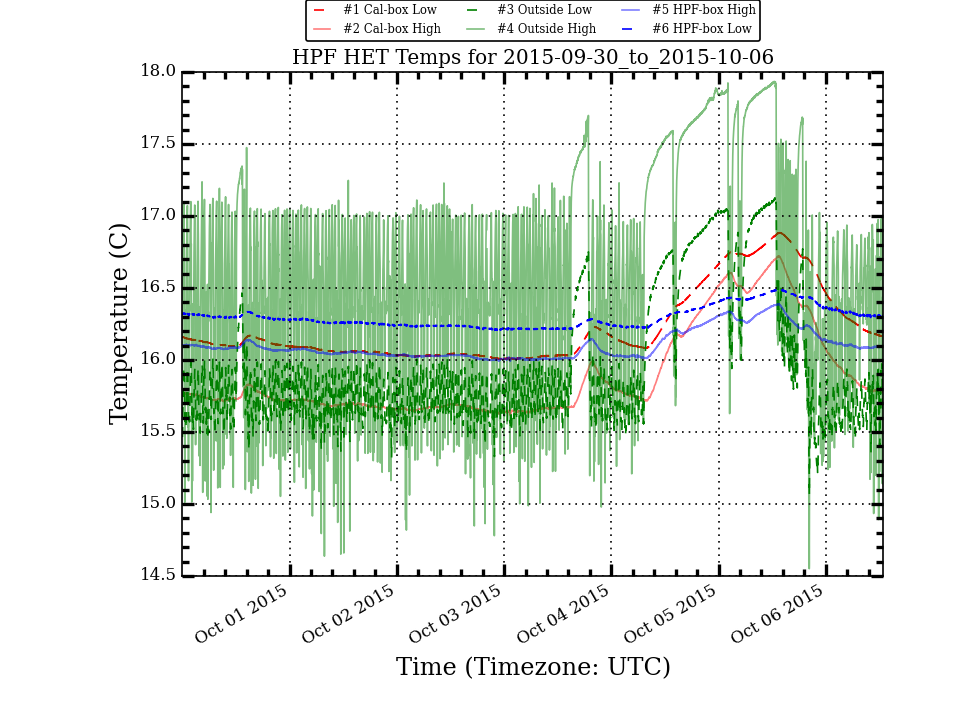 #1 Cal-box Low #3 Outside Low #5 HPF-box High
#2 Cal-box High #4 Outside High #6 HPF-box Low
HPF HET Temps for 2015-09-30_to_2015-10-06
18.0
17.5
17.0
16.5
16.0
15.5
15.0
14.5
Temperature (C)
Oct 01 2015 Oct 02 2015 Oct 03 2015 Oct 04 2015 Oct 05 2015 Oct 06 2015
Time (Timezone: UTC)